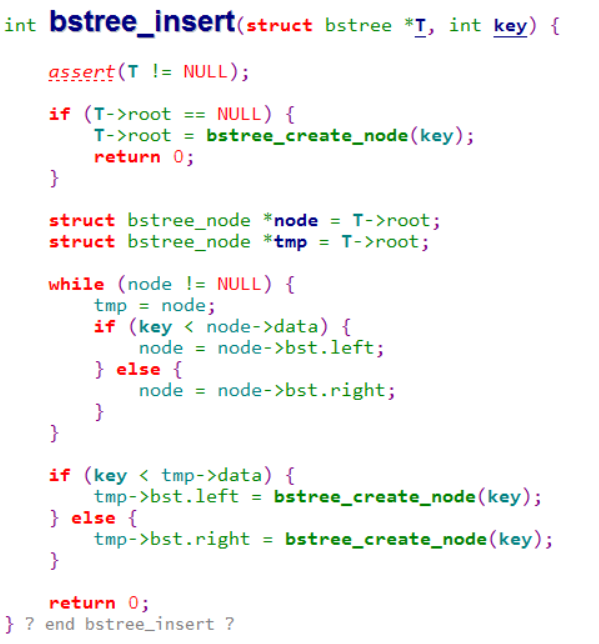 int bstree_insert(struct bstree *T, int key) {
assert(T != NULL);
if (T->root == NULL) {
T->root = bstree_create_node(key);
return 0;
}
struct bstree_node *node = T->root;
struct bstree_node *tmp = T->root;
while (node != NULL) {
tmp = node;
if (key < node->data) {
node = node->bst.left;
} else {
node = node->bst.right;
}
}
if (key < tmp->data) {
tmp->bst.left = bstree_create_node(key);
} else {
tmp->bst.right = bstree_create_node(key);
}
return 0;
} ? end bstree_insert ?